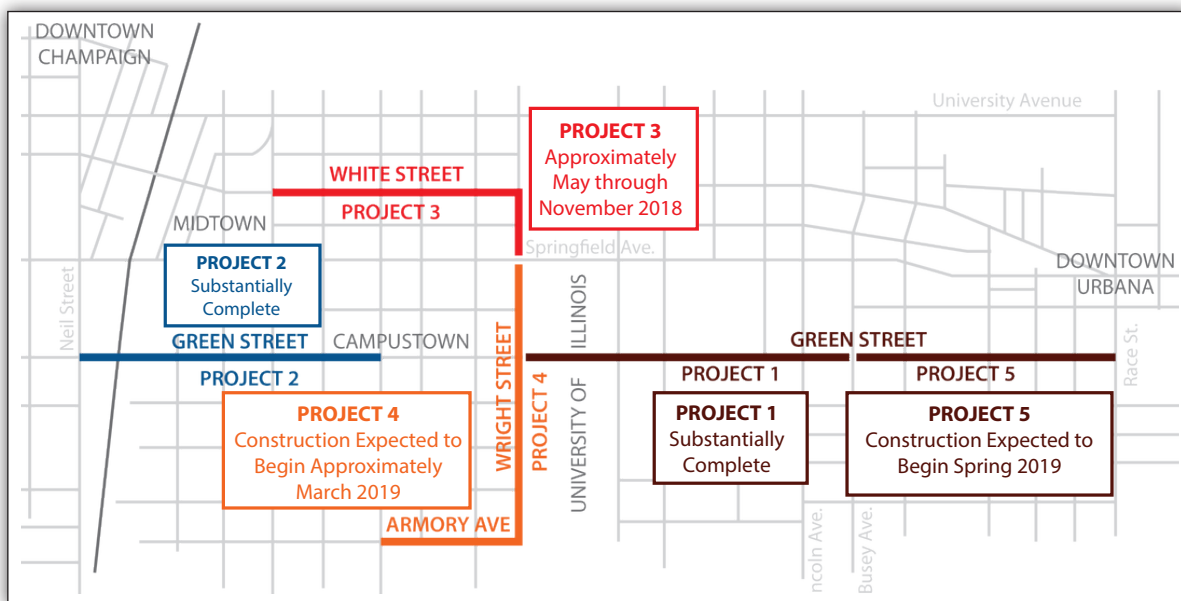 DOWNTOWN
CHAMPAIGN
University Avenue
PROJECT 3
Approximately
May through
November 2018
WHITE STREET
PROJECT 3
MIDTOWN
Springfield Ave.
PROJECT 2
Substantially
Complete
DOWNTOWN
URBANA
Neil Street
GREEN STREET
CAMPUSTOWN
PROJECT 2
WRIGHT STREET
PROJECT 4
UNIVERSITY OF ILLINOIS
GREEN STREET
PROJECT 1
PROJECT 5
Race St.
PROJECT 4
Construction Expected to
Begin Approximately
March 2019
PROJECT 1
Substantially
Complete
PROJECT 5
Construction Expected to
Begin Spring 2019
ARMORY AVE
ncoln Ave.
Busey Ave.